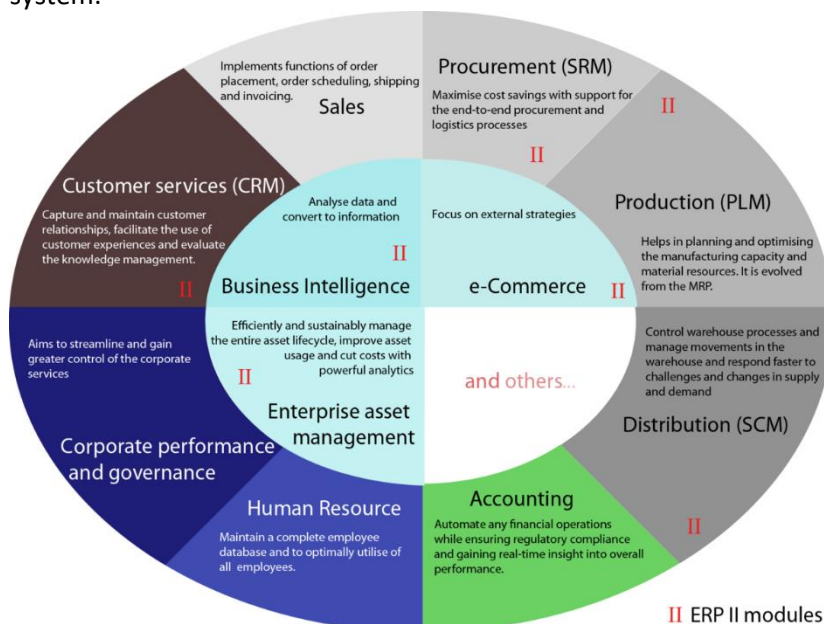 system.
Implements functions of order
placement, order scheduling, shipping
and invoicing.
Sales
Procurement (SRM)
Maximise cost savings with support for
the end-to-end procurement and
logistics processes
II
II
Customer services (CRM)
Capture and maintain customer
relationships, facilitate the use of
customer experiences and evaluate
the knowledge management.
II
Analyse data and
convert to information
II
Business Intelligence
Focus on external strategies
e-Commerce
II
Production (PLM)
Helps in planning and optimising
the manufacturing capacity and
material resources. It is evolved
from the MRP.
Aims to streamline and gain
greater control of the corporate
services
Corporate performance
and governance
Efficiently and sustainably manage
the entire asset lifecycle, improve asset
usage and cut costs with
powerful analytics
II
Enterprise asset
management
and others...
Control warehouse processes and
manage movements in the
warehouse and respond faster to
challenges and changes in supply
and demand
Distribution (SCM)
II
Human Resource
Maintain a complete employee
database and to optimally utilise of
all employees.
Accounting
Automate any financial operations
while ensuring regulatory compliance
and gaining real-time insight into overall
performance.
II ERP II modules